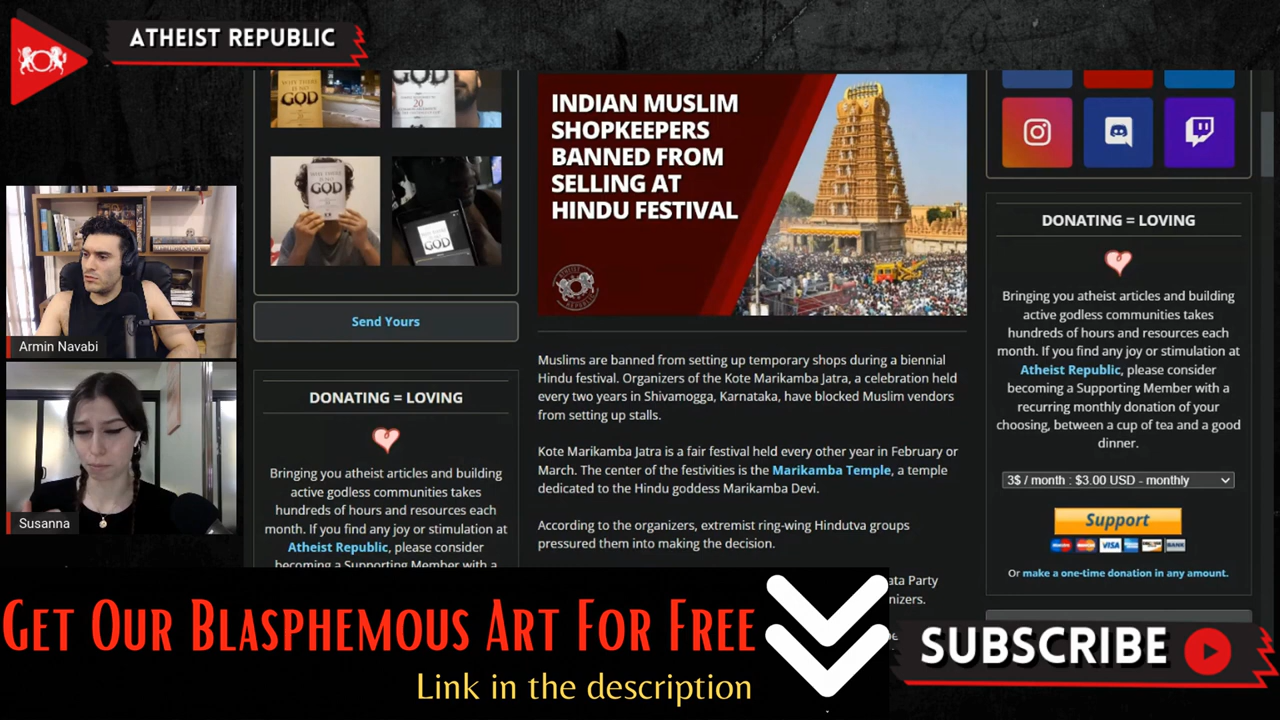 ATHEIST REPUBLIC
GOD
GOD
20
GOD
GOD
Send Yours
DONATING = LOVING
Bringing you atheist articles and building
active godless communities takes
hundreds of hours and resources each
month. If you find any joy or stimulation at
Atheist Republic, please consider
becoming a Supporting Member with a
INDIAN MUSLIM
SHOPKEEPERS
BANNED FROM
SELLING AT
HINDU FESTIVAL
Muslims are banned from setting up temporary shops during a biennial
Hindu festival. Organizers of the Kote Marikamba Jatra, a celebration held
every two years in Shivamogga, Karnataka, have blocked Muslim vendors
from setting up stalls.
Kote Marikamba Jatra is a fair festival held every other year in February or
March. The center of the festivities is the Marikamba Temple, a temple
dedicated to the Hindu goddess Marikamba Devi.
According to the organizers, extremist ring-wing Hindutva groups
pressured them into making the decision.
Party
DONATING = LOVING
Bringing you atheist articles and building
active godless communities takes
hundreds of hours and resources each
month. If you find any joy or stimulation at
Atheist Republic, please consider
becoming a Supporting Member with a
recurring monthly donation of your
choosing, between a cup of tea and a good
dinner.
3$ / month : $3.00 USD - monthly
Support
VISA
BANK
Or make a one-time donation in any amount.
Armin Navabi
Susanna
GET OUR BLASPHEMOUS ART FOR FREE
Link in the description
SUBSCRIBE